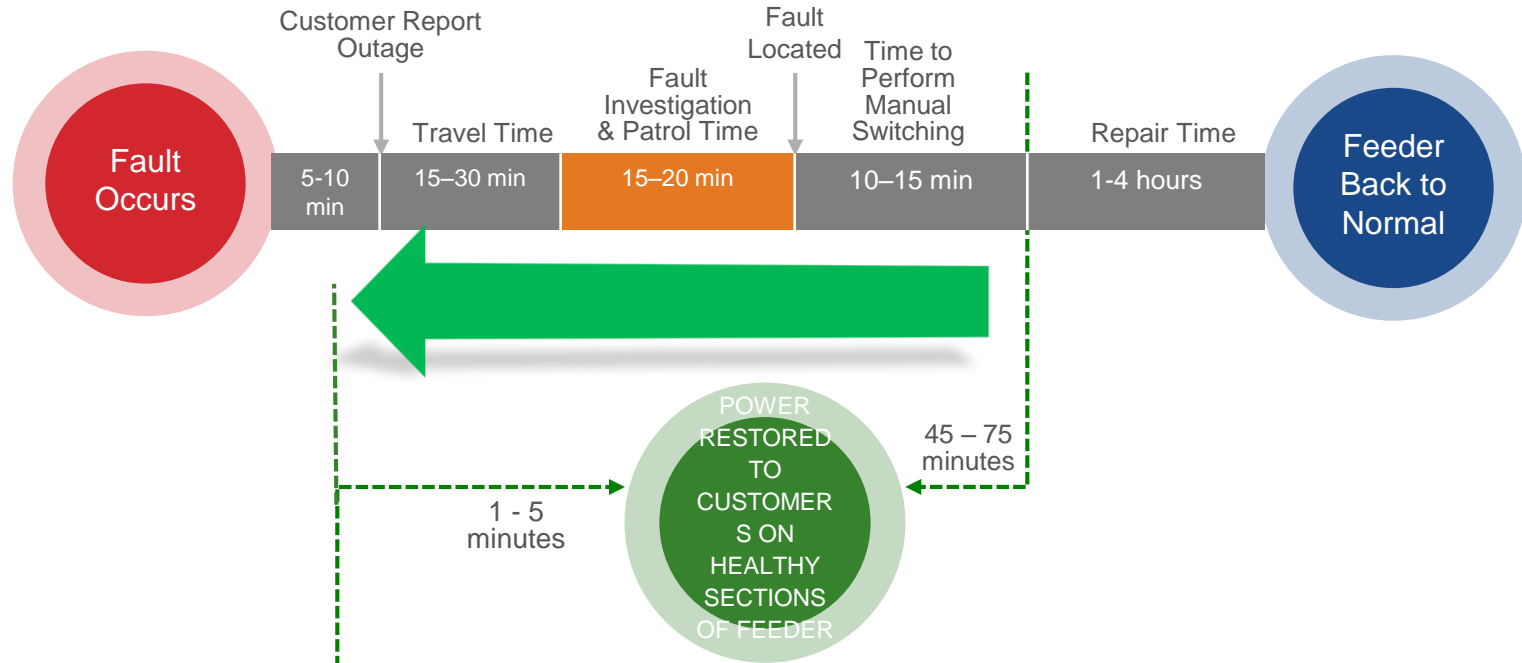 Customer Report
Outage
Fault
Located
Time to
Perform
Manual
Switching
Fault
Investigation
& Patrol Time
Travel Time
Repair Time
Fault
Occurs
5-10
min
15–30 min
15–20 min
10–15 min
1-4 hours
Feeder
Back to
Normal
POWER
RESTORED
TO
CUSTOMER
S ON
HEALTHY
SECTIONS
OF FEEDER
45 – 75
minutes
1 - 5
minutes